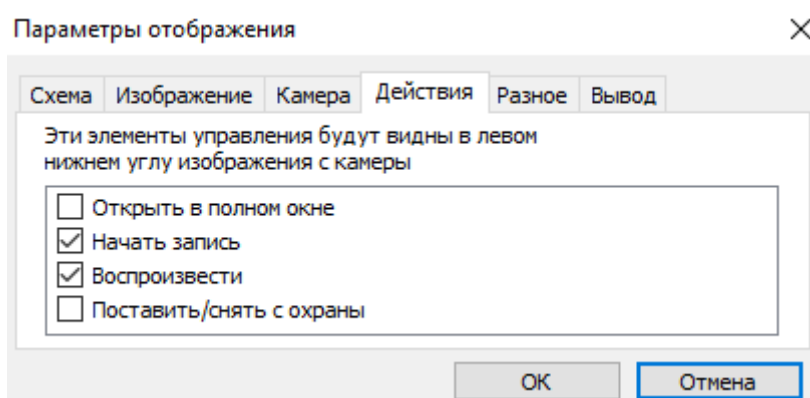 Параметры отображения
Схема Изображение Камера Действия Разное Вывод
Эти элементы управления будут видны в левом
нижнем углу изображения с камеры
Открыть в полном окне
Начать запись
Воспроизвести
Поставить/снять с охраны
ОК Отмена